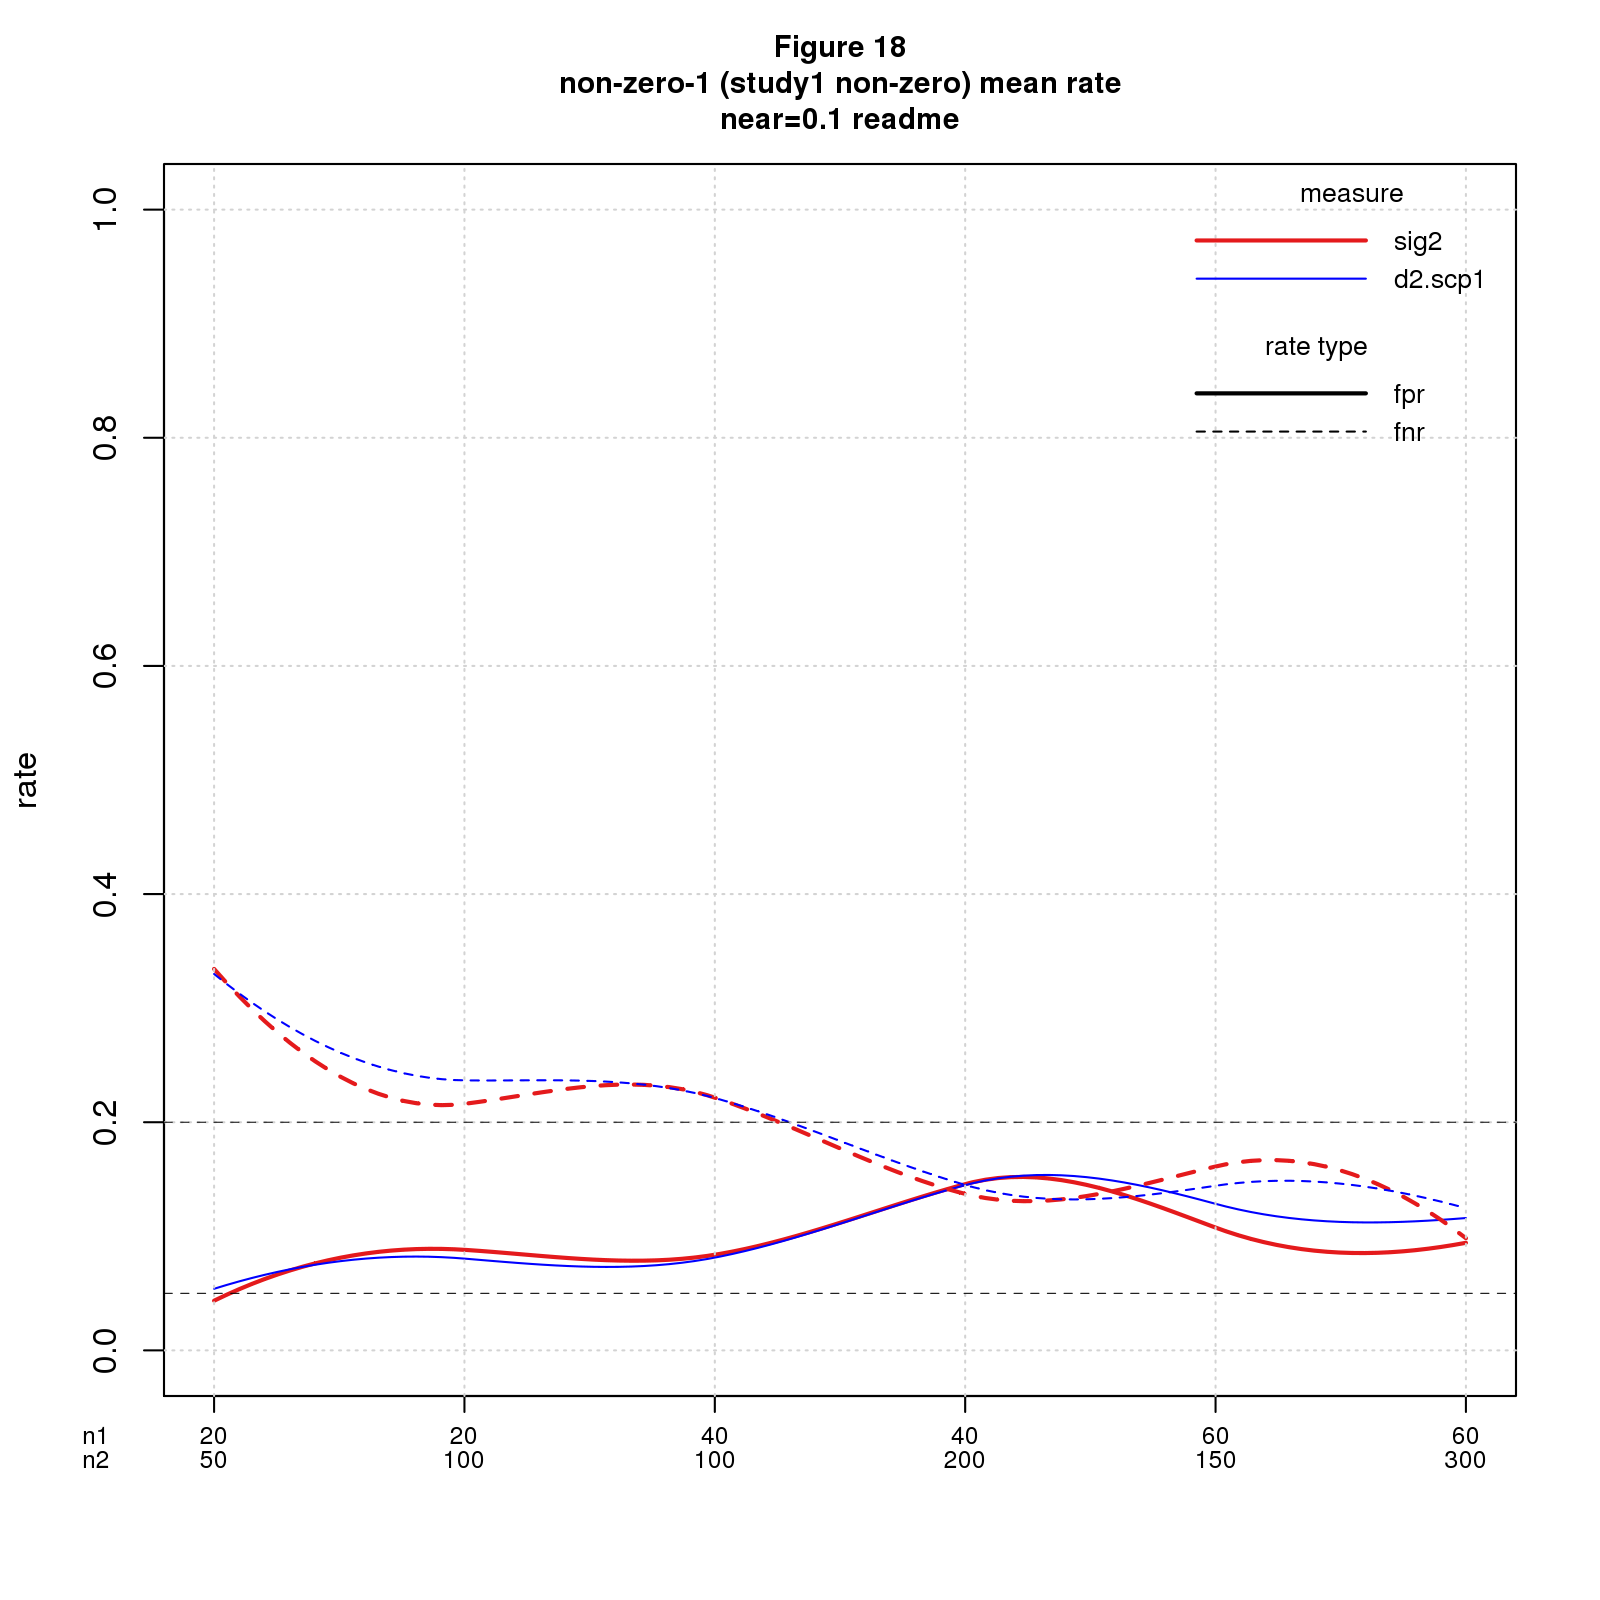 Figure 18
non-zero-1 (study1 non-zero) mean rate
near=0.1 readme
measure
sig2
d2.scp1
rate type
fpr
fnr
rate
1.0
0.8
0.6
0.4
0.2
0.0
n1 20 20 40 40 60 60
n2 50 100 100 200 150 300